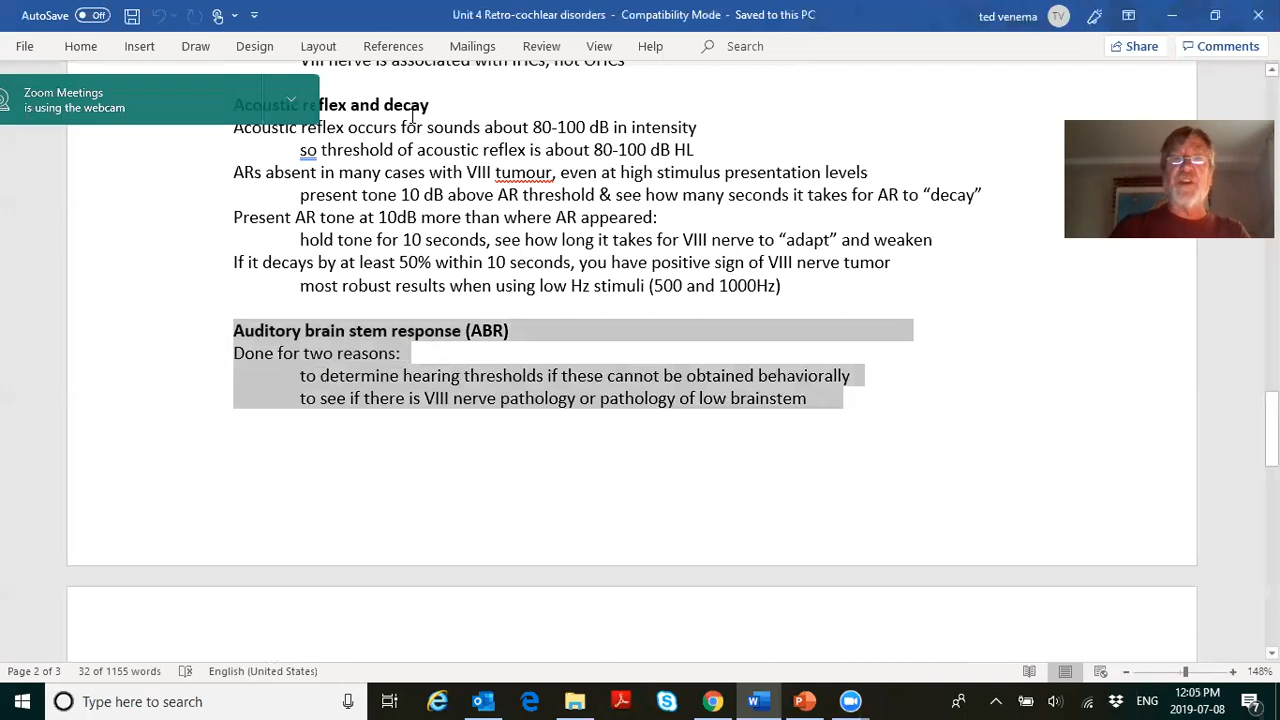 AutoSave Off
Unit 4 Retro-cochlear disorders - Compatibility Mode - Saved to this PC
ted venema TV
File Home Insert Draw Design Layout References Mailings Review View Help Search Share Comments
VIII nerve is associated with IHCs, not OHCs
Zoom Meetings
is using the webcam
Acoustic reflex and decay
Acoustic reflex occurs for sounds about 80-100 dB in intensity
so threshold of acoustic reflex is about 80-100 dB HL
ARs absent in many cases with VIII tumour, even at high stimulus presentation levels
present tone 10 dB above AR threshold & see how many seconds it takes for AR to “decay”
Present AR tone at 10dB more than where AR appeared:
hold tone for 10 seconds, see how long it takes for VIII nerve to “adapt” and weaken
If it decays by at least 50% within 10 seconds, you have positive sign of VIII nerve tumor
most robust results when using low Hz stimuli (500 and 1000Hz)
Auditory brain stem response (ABR)
Done for two reasons:
to determine hearing thresholds if these cannot be obtained behaviorally
to see if there is VIII nerve pathology or pathology of low brainstem
Page 2 of 3 32 of 1155 words English (United States) 148%
Type here to search
ENG
12:05 PM
2019-07-08
7